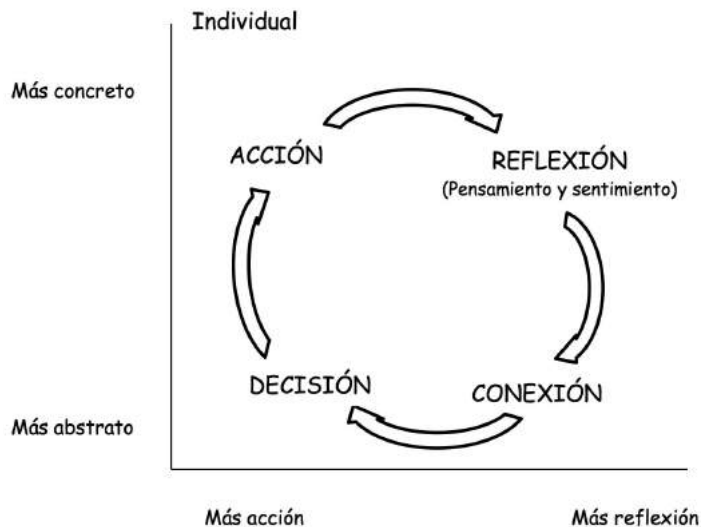 Individual
Más concreto
ACCIÓN
REFLEXIÓN
(Pensamiento y sentimiento)
DECISIÓN
CONEXIÓN
Más abstrato
Más acción
Más reflexión